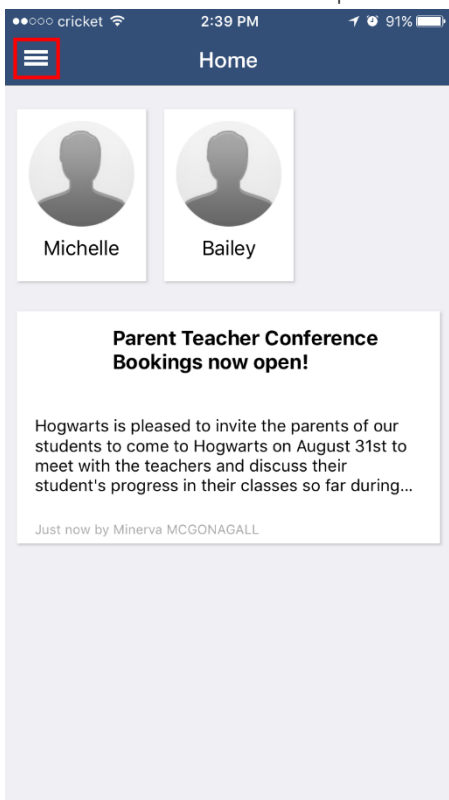 cricket 2:39 PM 91%
Home
Michelle Bailey
Parent Teacher Conference
Bookings now open!
Hogwarts is pleased to invite the parents of our
students to come to Hogwarts on August 31st to
meet with the teachers and discuss their
student's progress in their classes so far during...
Just now by Minerva MCGONAGALL